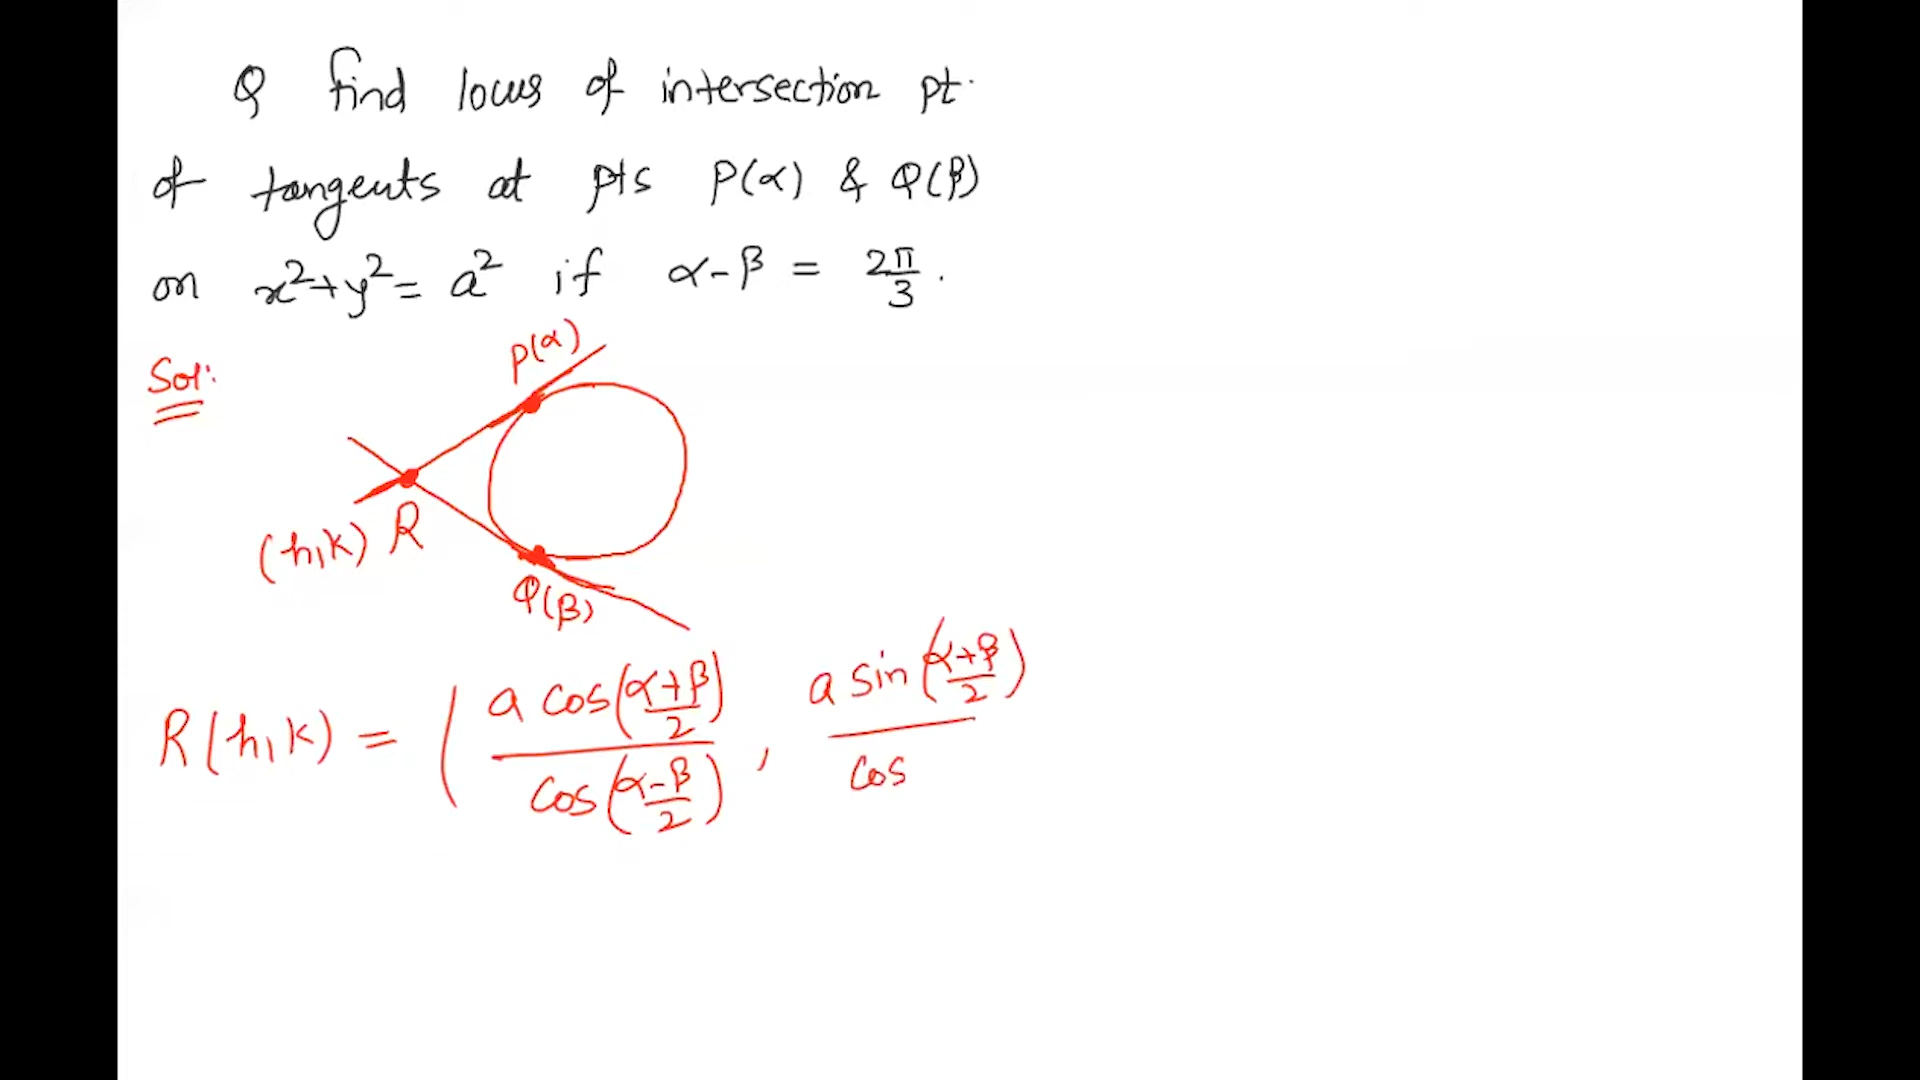 Q find locus of intersection pt.
of tangents at pts P(α) & Q(β)
on x²+y²= a² if α-β = 2π/3.
Sol:
P(α)
(h,k) R
Q(β)
R(h,k) = ( a cos(α+β/2) / cos(α-β/2) , a sin(α+β/2) / cos